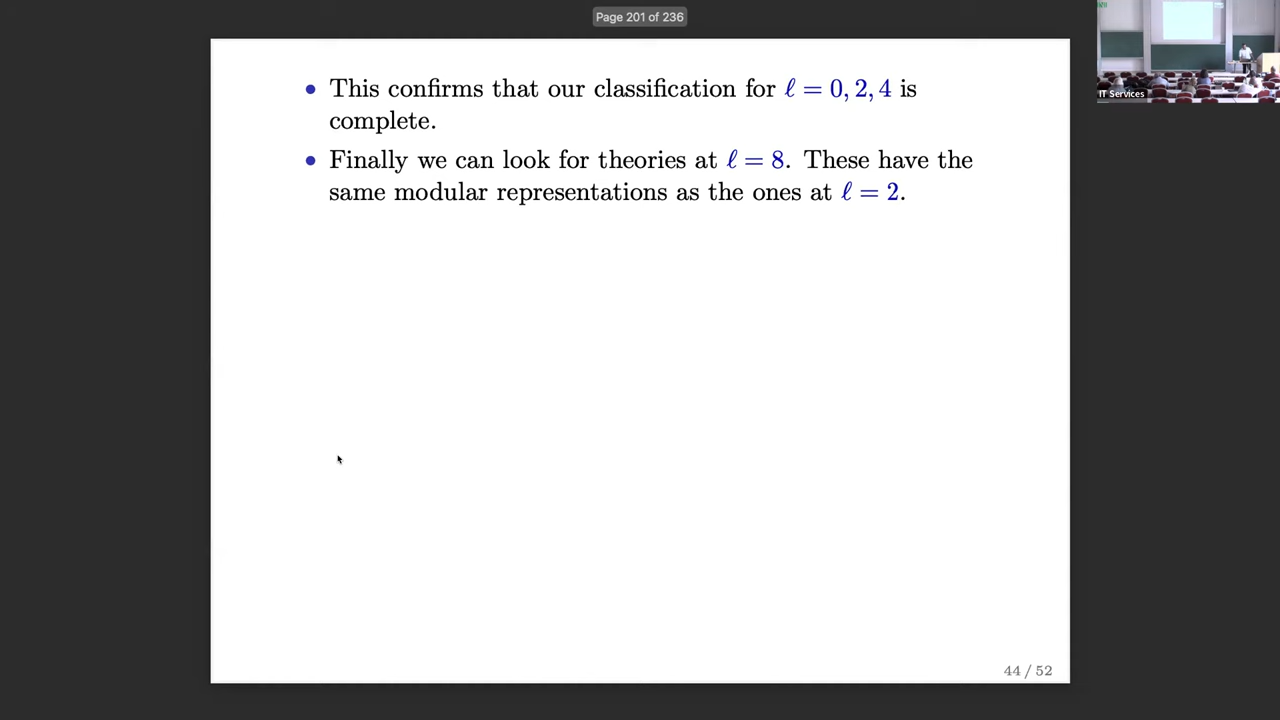 Page 201 of 236
IT Services
• This confirms that our classification for ℓ = 0, 2, 4 is
complete.
• Finally we can look for theories at ℓ = 8. These have the
same modular representations as the ones at ℓ = 2.
44 / 52